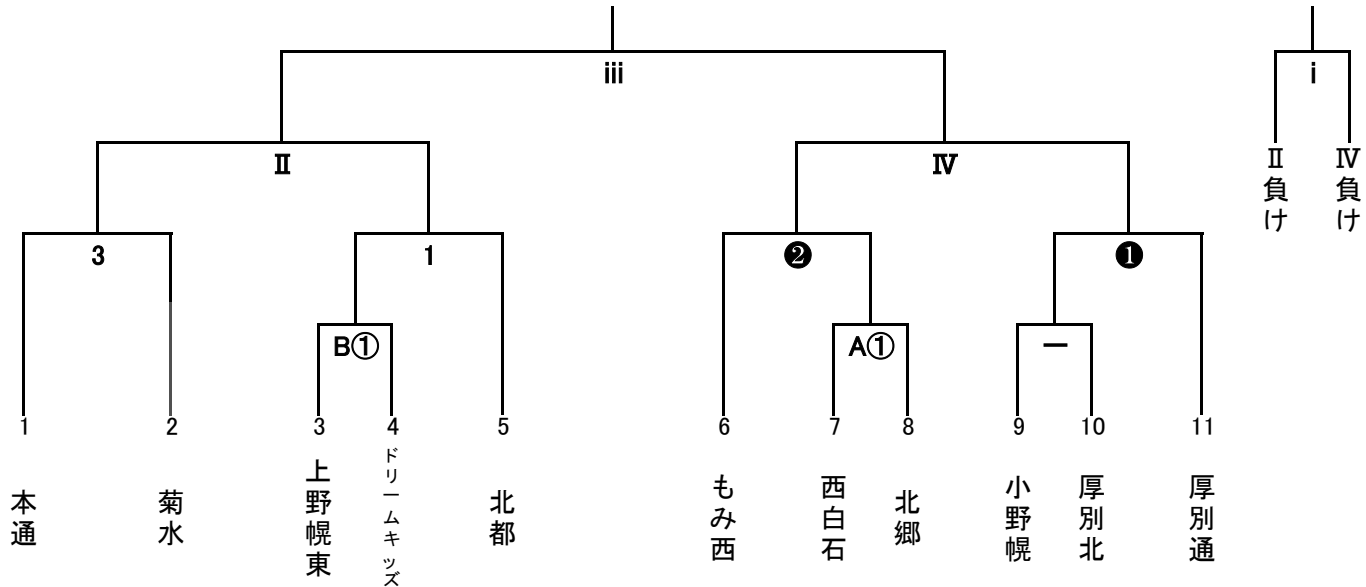 iii
i
Ⅱ
Ⅳ
Ⅱ負け
Ⅳ負け
3
1
❷
❶
B①
A①
一
1
2
3
4
5
6
7
8
9
10
11
本通
菊水
上野幌東
ドリームキッズ
北都
もみ西
西白石
北郷
小野幌
厚別北
厚別通